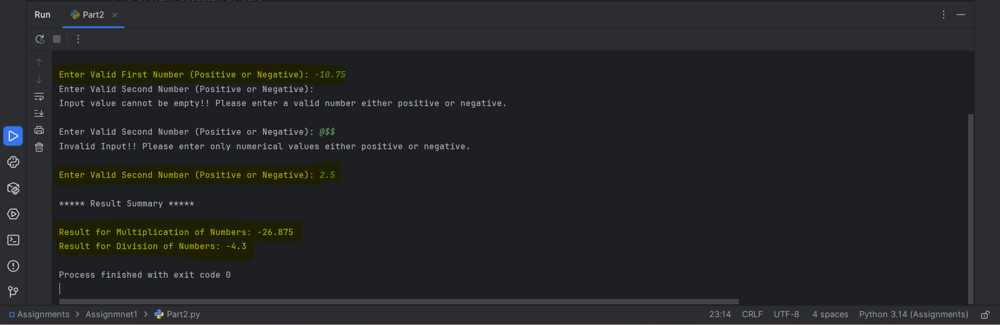 Run Part2
Enter Valid First Number (Positive or Negative): -10.75
Enter Valid Second Number (Positive or Negative):
Input value cannot be empty!! Please enter a valid number either positive or negative.
Enter Valid Second Number (Positive or Negative): @$$
Invalid Input!! Please enter only numerical values either positive or negative.
Enter Valid Second Number (Positive or Negative): 2.5
***** Result Summary *****
Result for Multiplication of Numbers: -26.875
Result for Division of Numbers: -4.3
Process finished with exit code 0
Assignments > Assignmnet1 > Part2.py 23:14 CRLF UTF-8 4 spaces Python 3.14 (Assignments)